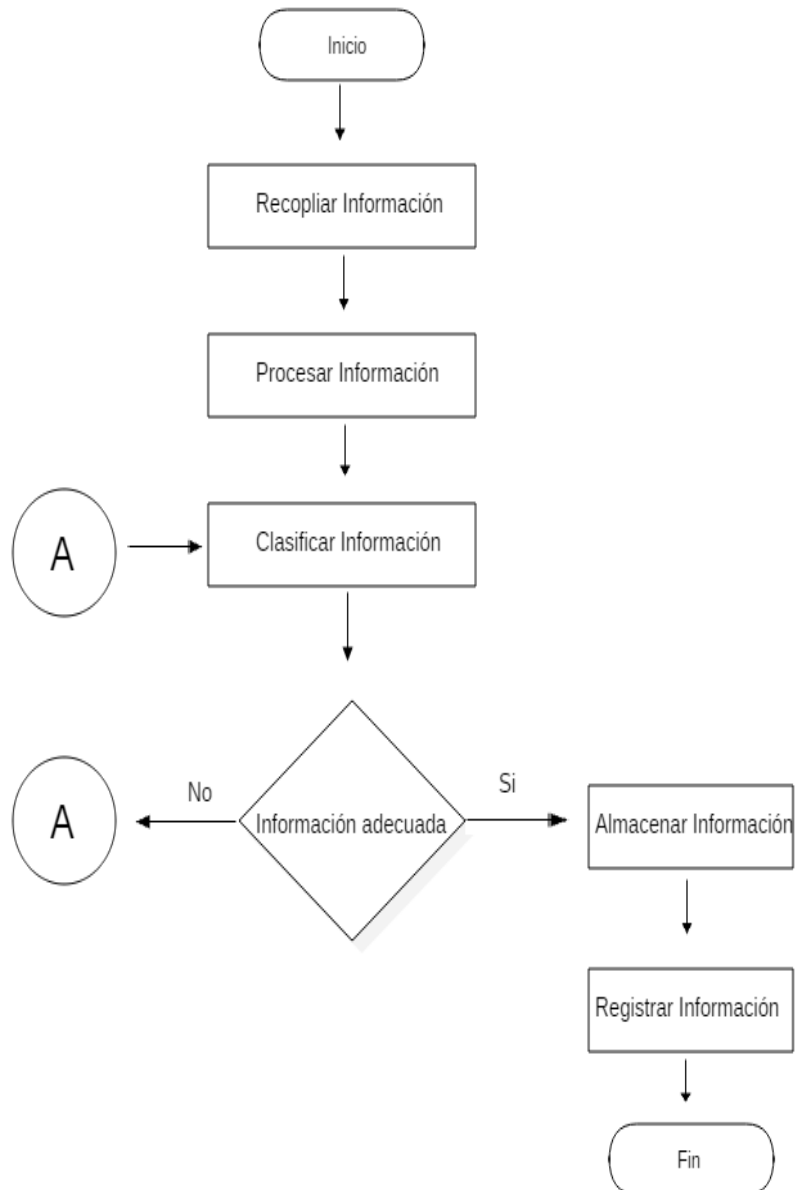 Inicio
Recopliar Información
Procesar Información
A
Clasificar Información
A
No
Información adecuada
Si
Almacenar Información
Registrar Información
Fin